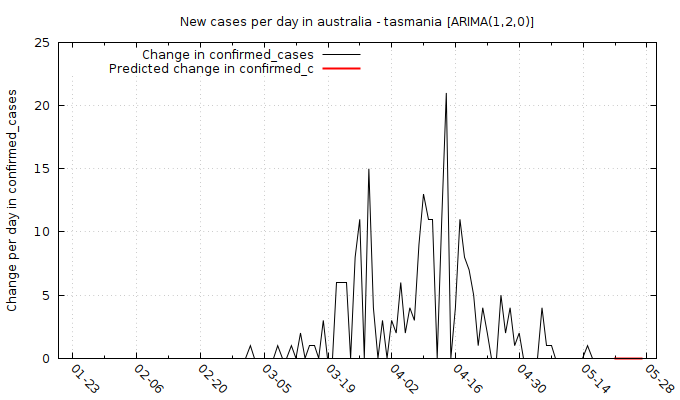 New cases per day in australia - tasmania [ARIMA(1,2,0)]
Change in confirmed_cases
Predicted change in confirmed_c
Change per day in confirmed_cases
25
20
15
10
5
0
01-23 02-06 02-20 03-05 03-19 04-02 04-16 04-30 05-14 05-28